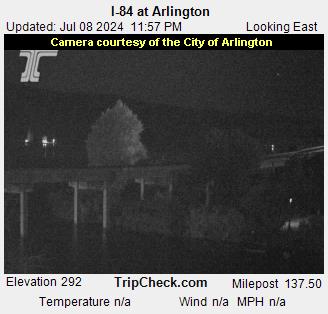 I-84 at Arlington
Updated: Jul 08 2024 11:57 PM Looking East
Camera courtesy of the City of Arlington
Elevation 292 TripCheck.com Milepost 137.50
Temperature n/a Wind n/a MPH n/a